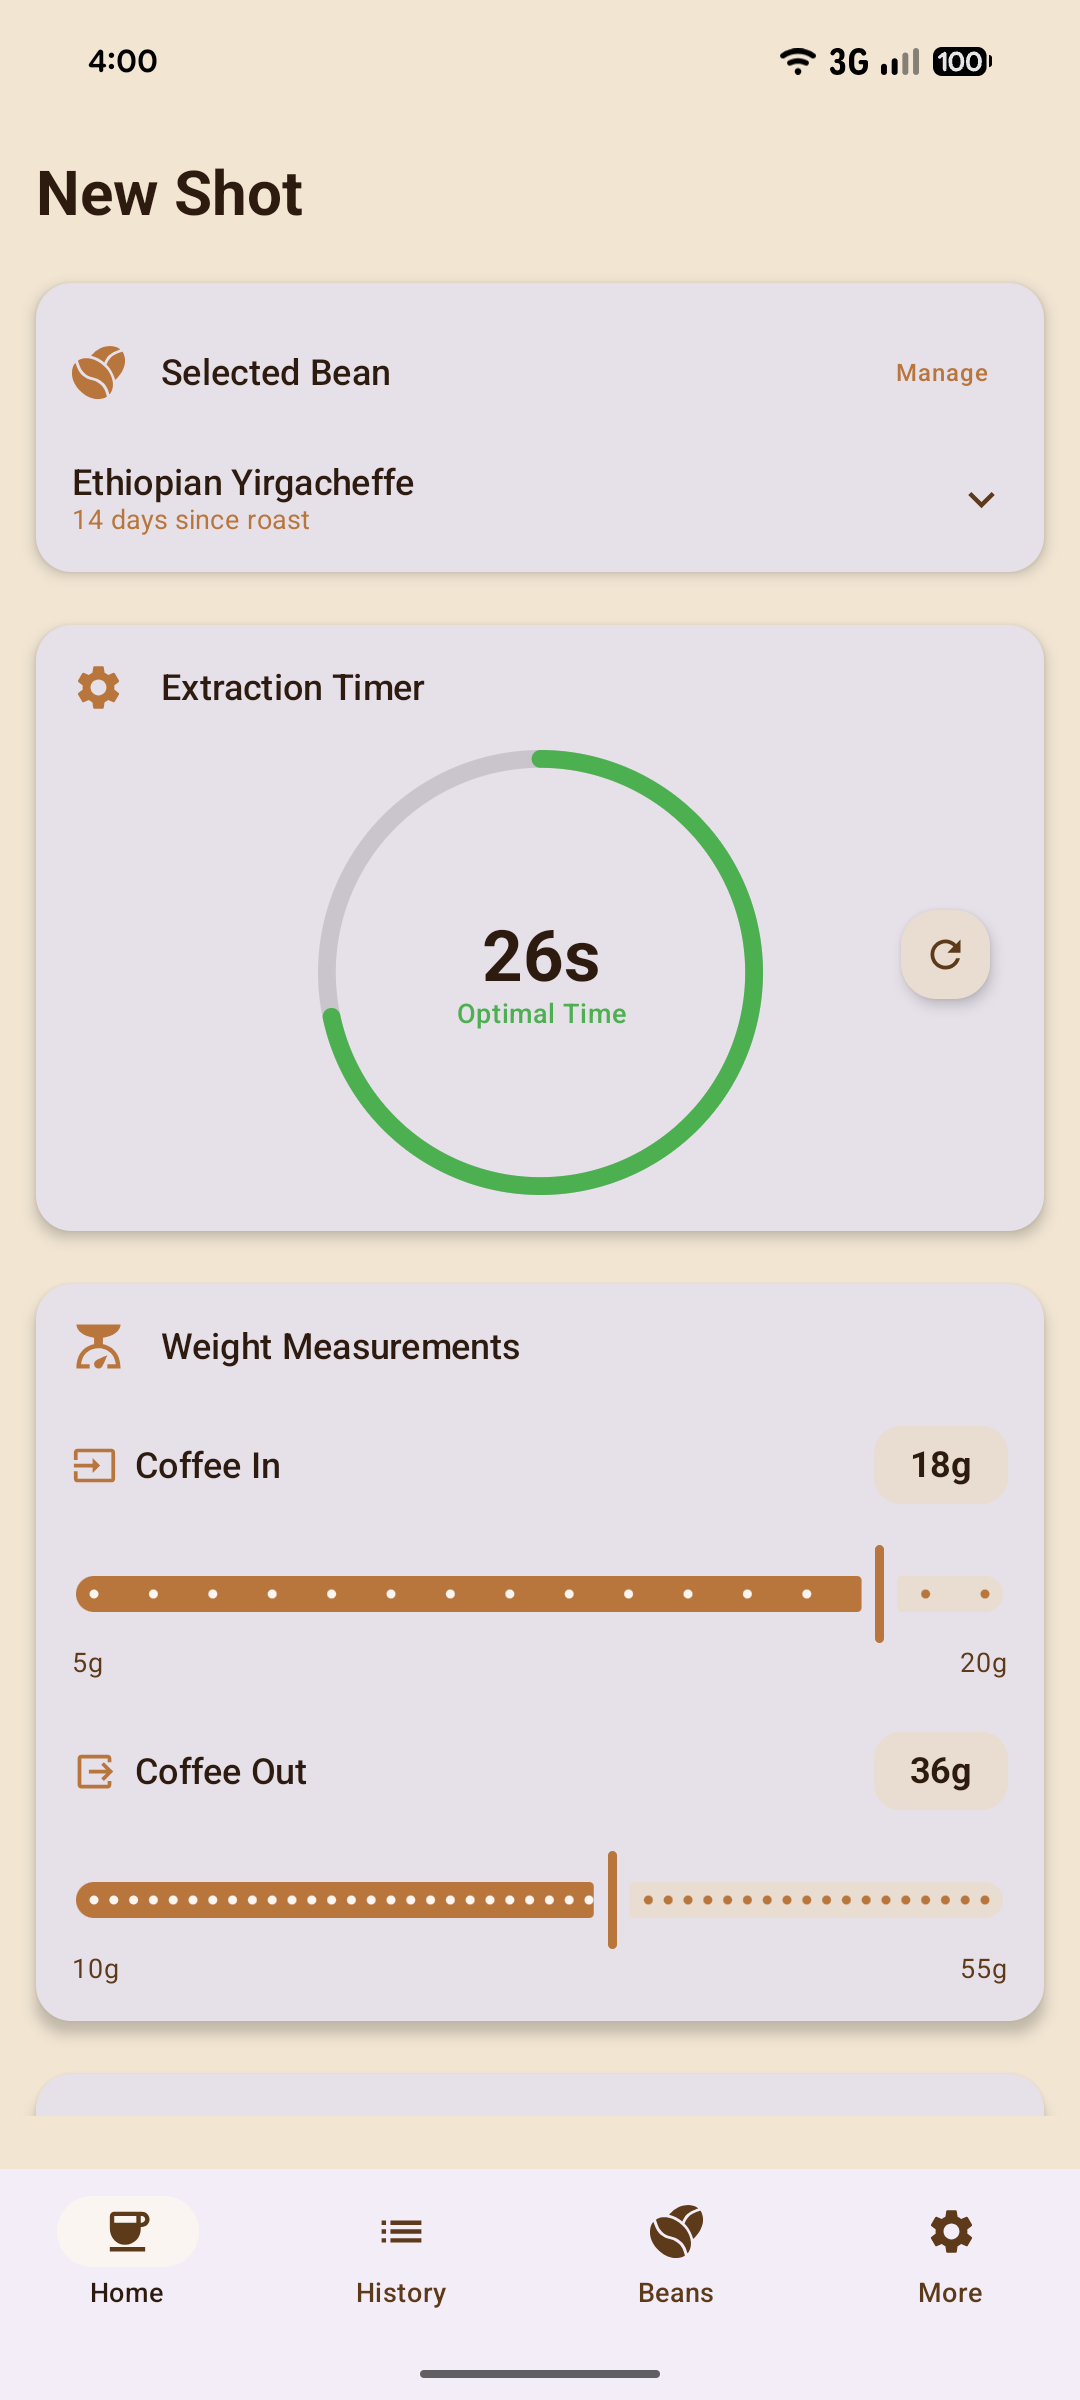 4:00
3G
100
New Shot
Selected Bean
Manage
Ethiopian Yirgacheffe
14 days since roast
Extraction Timer
26s
Optimal Time
Weight Measurements
Coffee In
18g
5g
20g
Coffee Out
36g
10g
55g
Home
History
Beans
More